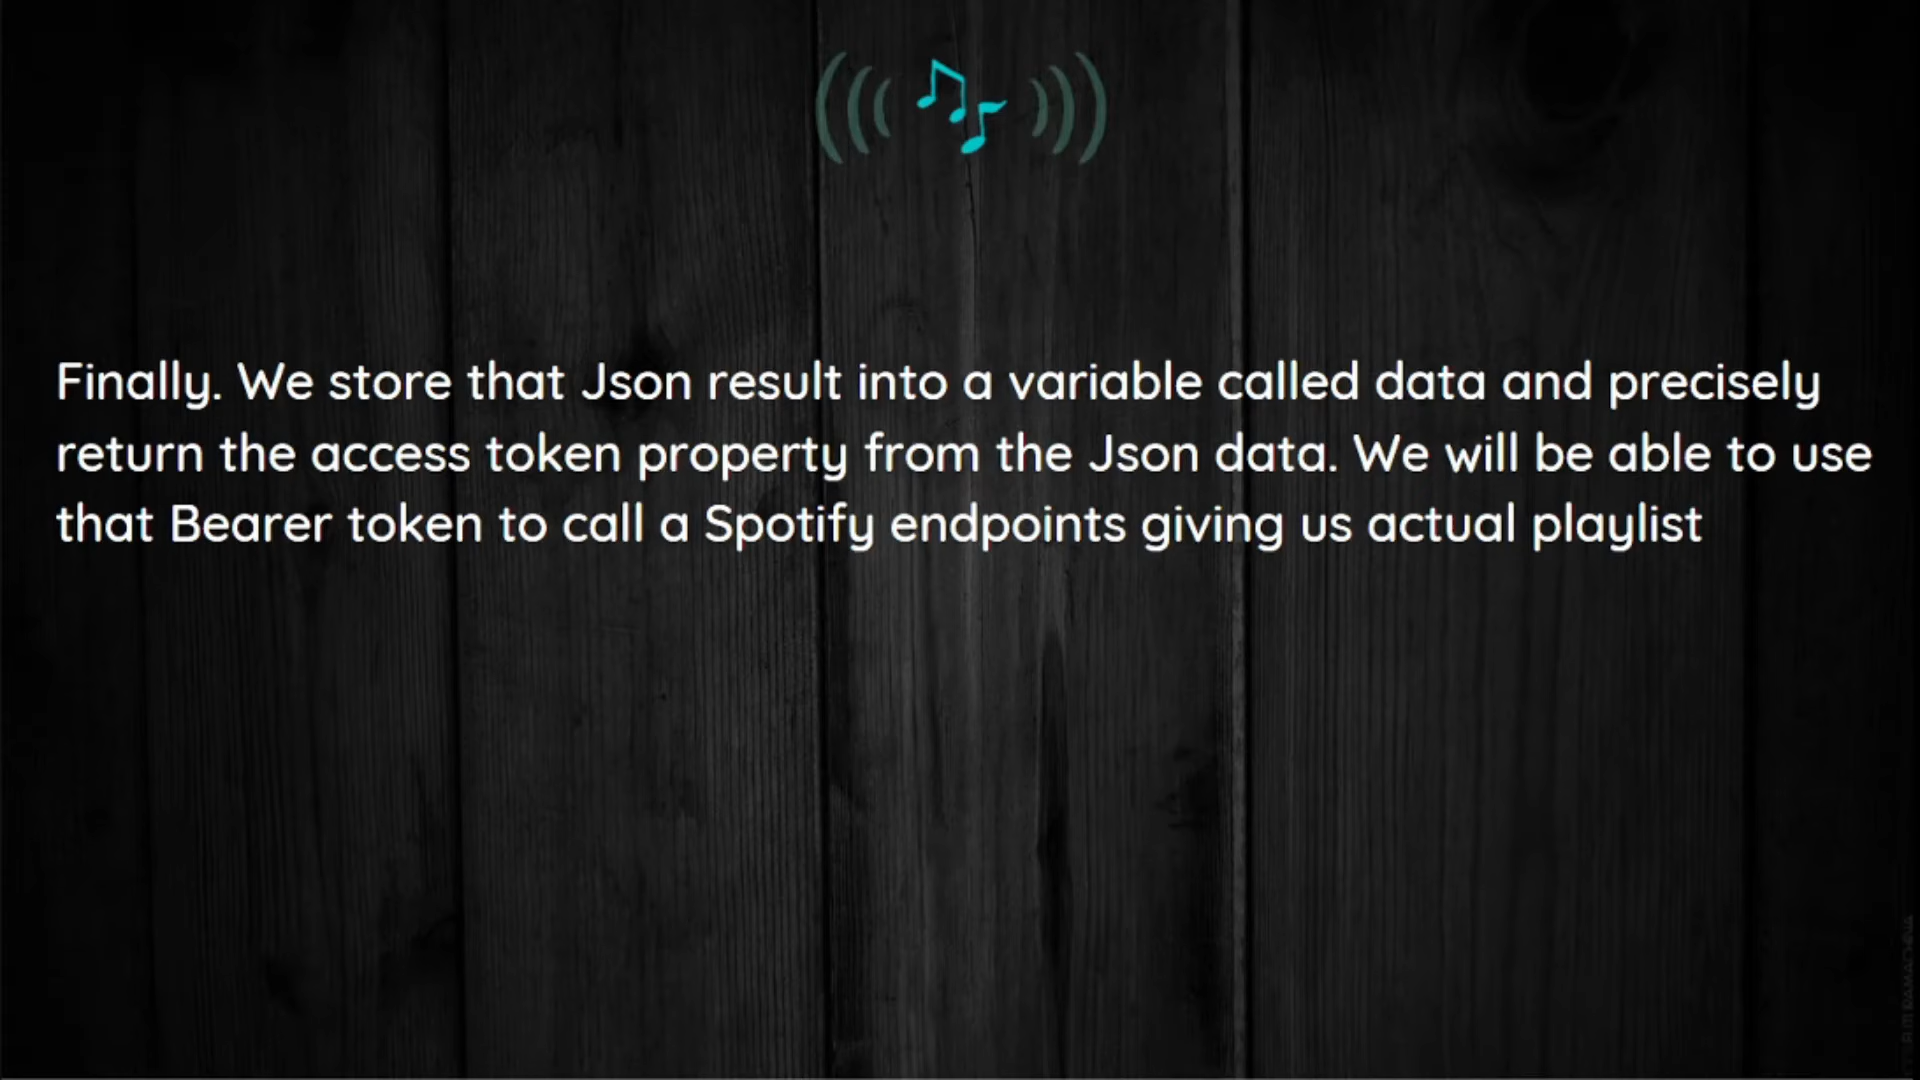 Finally. We store that Json result into a variable called data and precisely
return the access token property from the Json data. We will be able to use
that Bearer token to call a Spotify endpoints giving us actual playlist